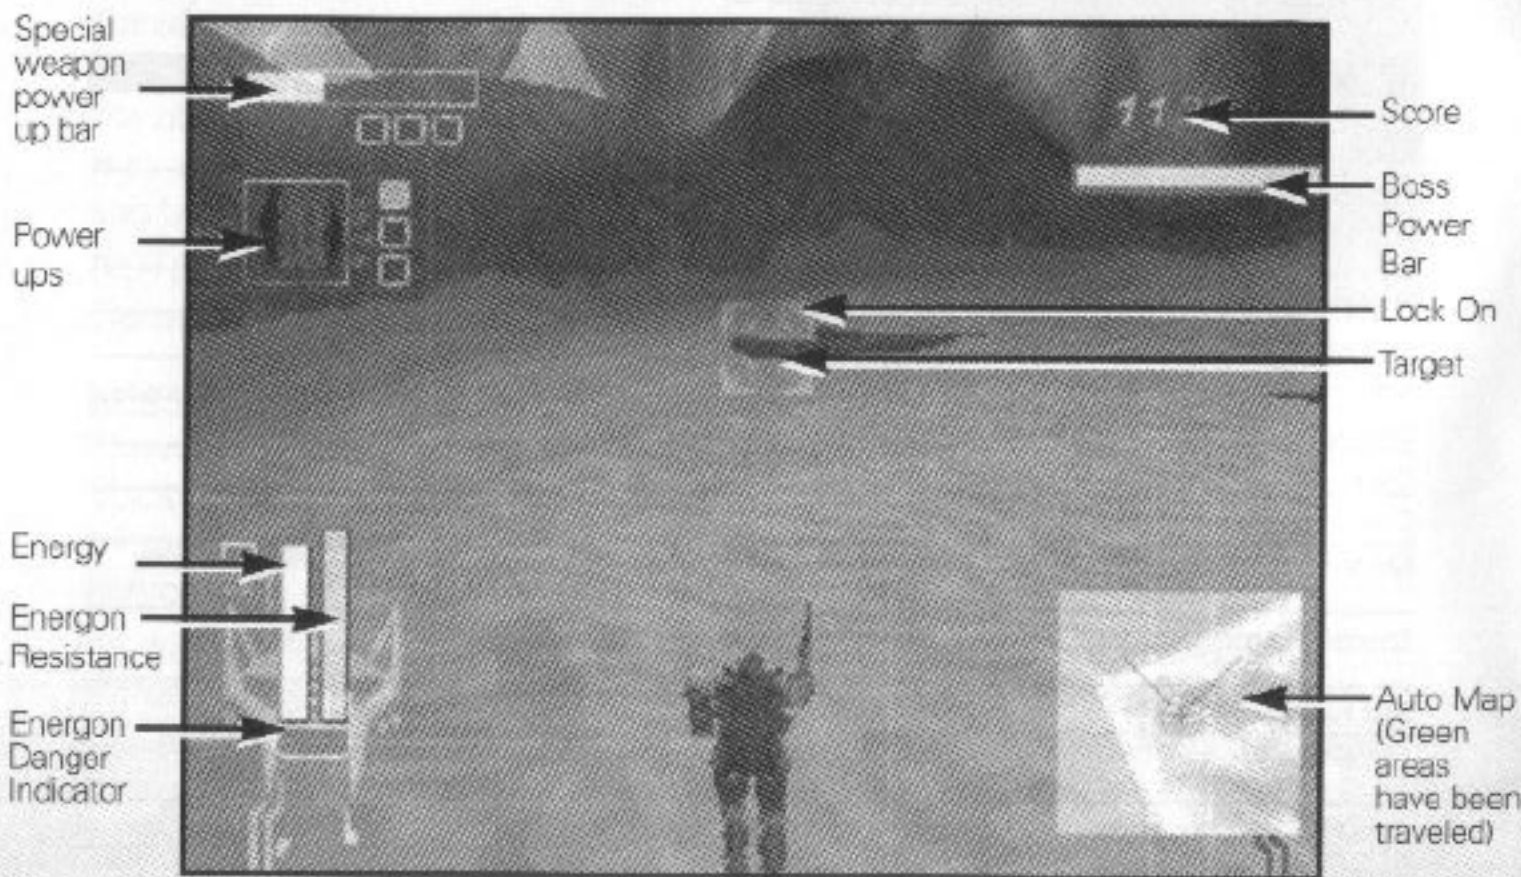 Special
weapon
power
up bar
Power
ups
Energy
Energon
Resistance
Energon
Danger
Indicator
11
Score
Boss
Power
Bar
Lock On
Target
Auto Map
(Green
areas
have been
traveled)